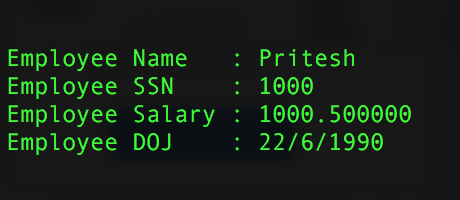 Employee Name   : Pritesh
Employee SSN    : 1000
Employee Salary : 1000.500000
Employee DOJ    : 22/6/1990